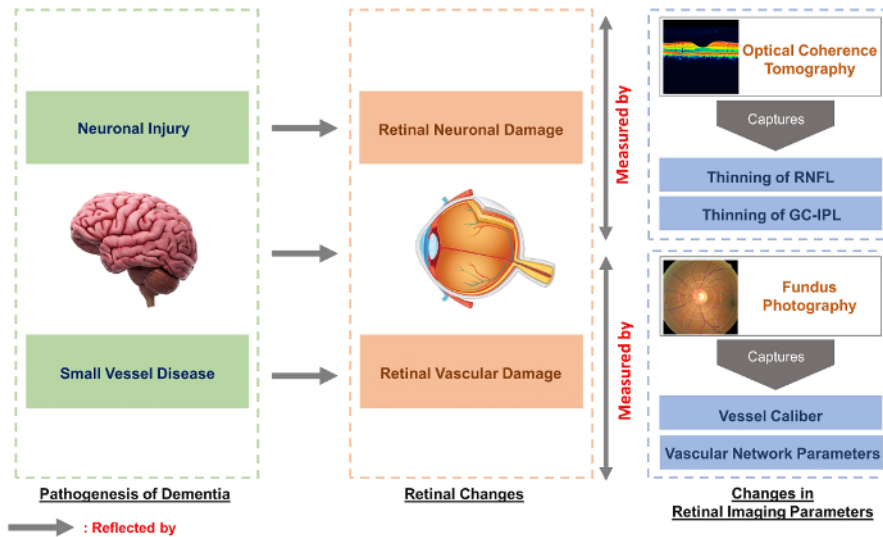 Neuronal Injury
Small Vessel Disease
Pathogenesis of Dementia
Retinal Neuronal Damage
Retinal Vascular Damage
Retinal Changes
Measured by
Measured by
Optical Coherence
Tomography
Captures
Thinning of RNFL
Thinning of GC-IPL
Fundus
Photography
Captures
Vessel Caliber
Vascular Network Parameters
Changes in
Retinal Imaging Parameters
: Reflected by